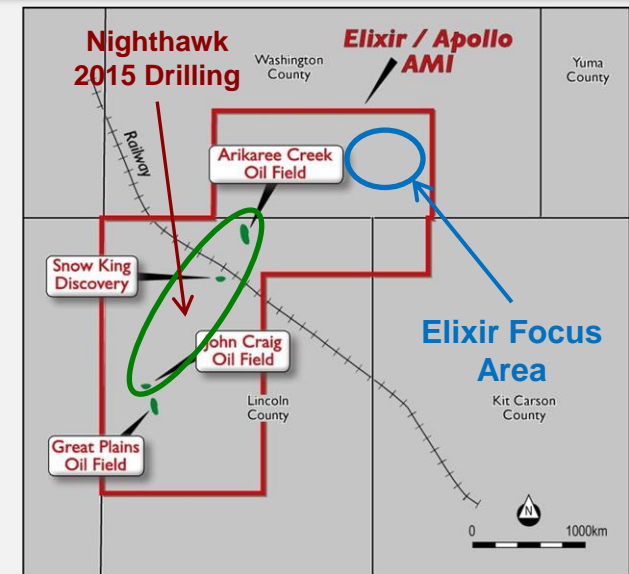 Nighthawk
2015 Drilling
Washington
County
Elixir / Apollo
AMI
Yuma
County
Railway
Arikaree Creek
Oil Field
Snow King
Discovery
Elixir Focus
Area
John Craig
Oil Field
Lincoln
County
Kit Carson
County
Great Plains
Oil Field
N
0 1000km